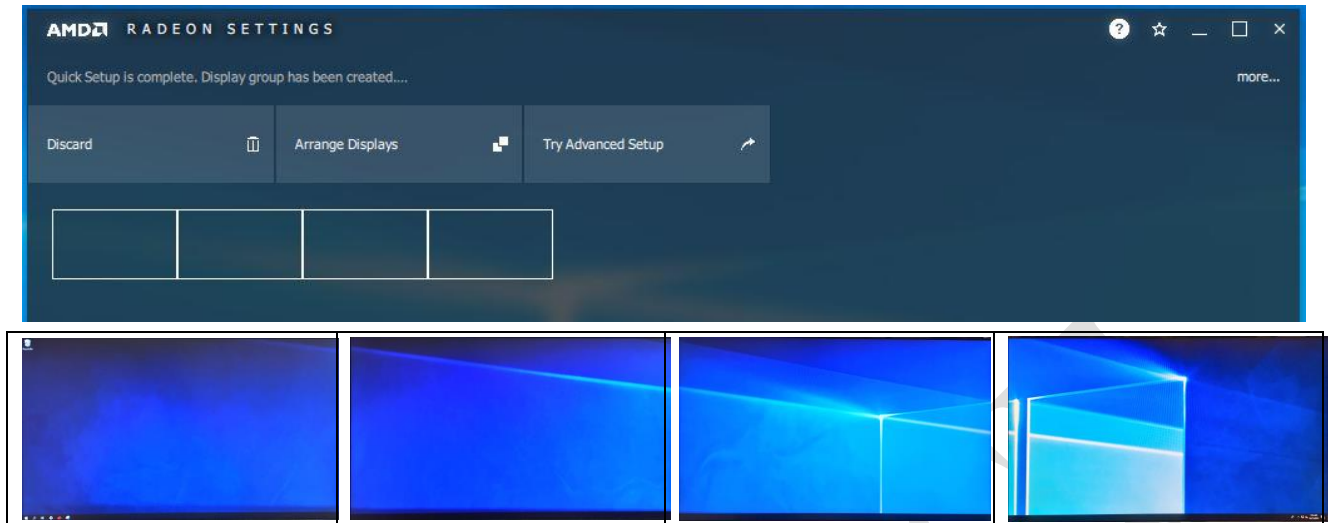 AMD RADEON SETTINGS
Quick Setup is complete. Display group has been created....
more...
Discard
Arrange Displays
Try Advanced Setup